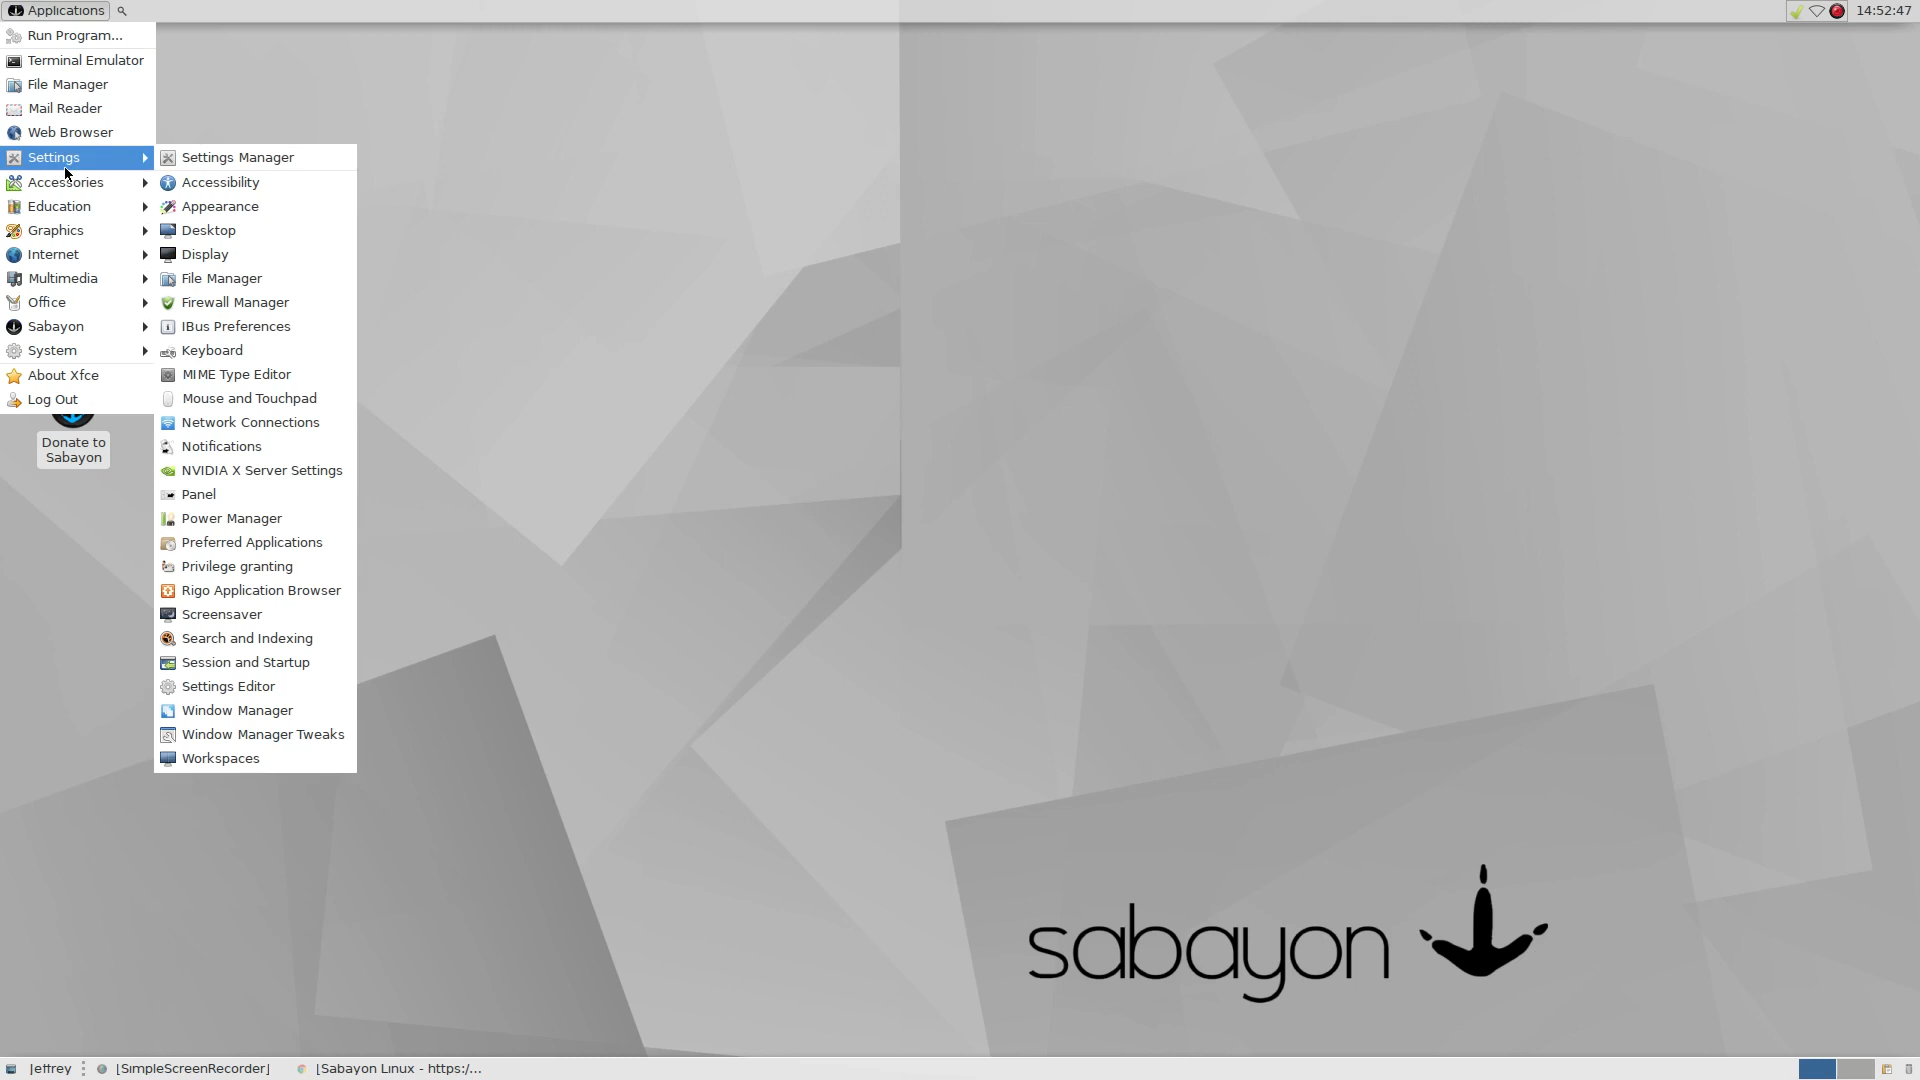 Applications
14:52:47
Run Program...
Terminal Emulator
File Manager
Mail Reader
Web Browser
Settings
Accessories
Education
Graphics
Internet
Multimedia
Office
Sabayon
System
About Xfce
Log Out
Settings Manager
Accessibility
Appearance
Desktop
Display
File Manager
Firewall Manager
IBus Preferences
Keyboard
MIME Type Editor
Mouse and Touchpad
Network Connections
Notifications
NVIDIA X Server Settings
Panel
Power Manager
Preferred Applications
Privilege granting
Rigo Application Browser
Screensaver
Search and Indexing
Session and Startup
Settings Editor
Window Manager
Window Manager Tweaks
Workspaces
Donate to
Sabayon
sabayon
Jeffrey
[SimpleScreenRecorder]
[Sabayon Linux - https:/...